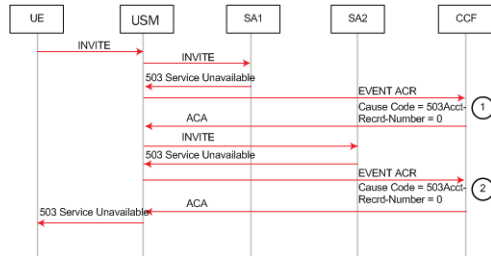 UE USM SA1 SA2 CCF
INVITE
INVITE
503 Service Unavailable
EVENT ACR
Cause Code = 503Acct-
Recrd-Number = 0
1
ACA
INVITE
503 Service Unavailable
EVENT ACR
Cause Code = 503Acct-
Recrd-Number = 0
2
ACA
503 Service Unavailable